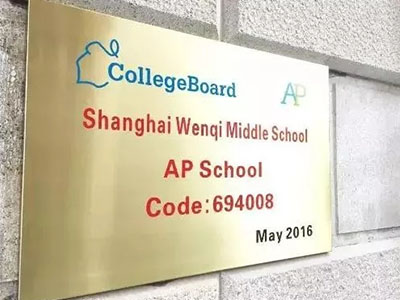 CollegeBoard
AP
Shanghai Wenqi Middle School
AP School
Code:694008
May 2016